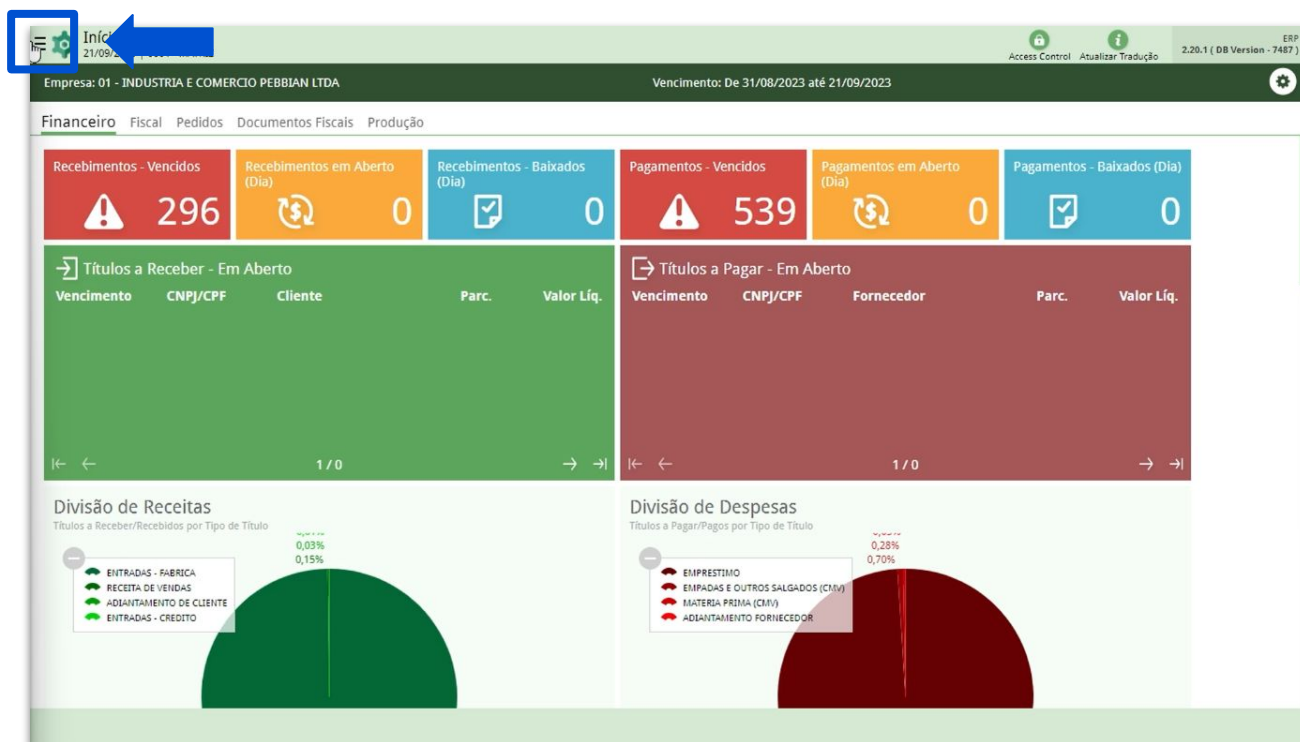 Iníc
21/09/2
Access Control
Atualizar Tradução
ERP
2.20.1 ( DB Version - 7487 )
Empresa: 01 - INDUSTRIA E COMERCIO PEBBIAN LTDA
Vencimento: De 31/08/2023 até 21/09/2023
Financeiro Fiscal Pedidos Documentos Fiscais Produção
Recebimentos - Vencidos
296
Recebimentos em Aberto
(Dia)
0
Recebimentos - Baixados
(Dia)
0
Pagamentos - Vencidos
539
Pagamentos em Aberto
(Dia)
0
Pagamentos - Baixados (Dia)
0
Títulos a Receber - Em Aberto
Vencimento CNPJ/CPF Cliente Parc. Valor Líq.
1 / 0
Títulos a Pagar - Em Aberto
Vencimento CNPJ/CPF Fornecedor Parc. Valor Líq.
1 / 0
Divisão de Receitas
Títulos a Receber/Recebidos por Tipo de Título
0,03%
0,15%
ENTRADAS - FABRICA
RECEITA DE VENDAS
ADIANTAMENTO DE CLIENTE
ENTRADAS - CREDITO
Divisão de Despesas
Títulos a Pagar/Pagos por Tipo de Título
0,28%
0,70%
EMPRESTIMO
EMPADAS E OUTROS SALGADOS (CMV)
MATERIA PRIMA (CMV)
ADIANTAMENTO FORNECEDOR